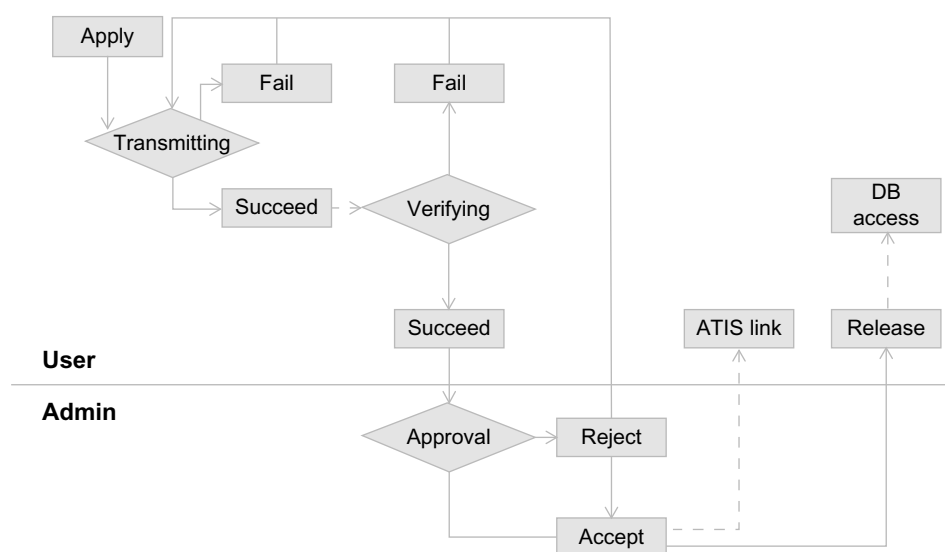 Apply
Fail
Fail
Transmitting
Succeed
Verifying
DB
access
Succeed
ATIS link
Release
User
Admin
Approval
Reject
Accept